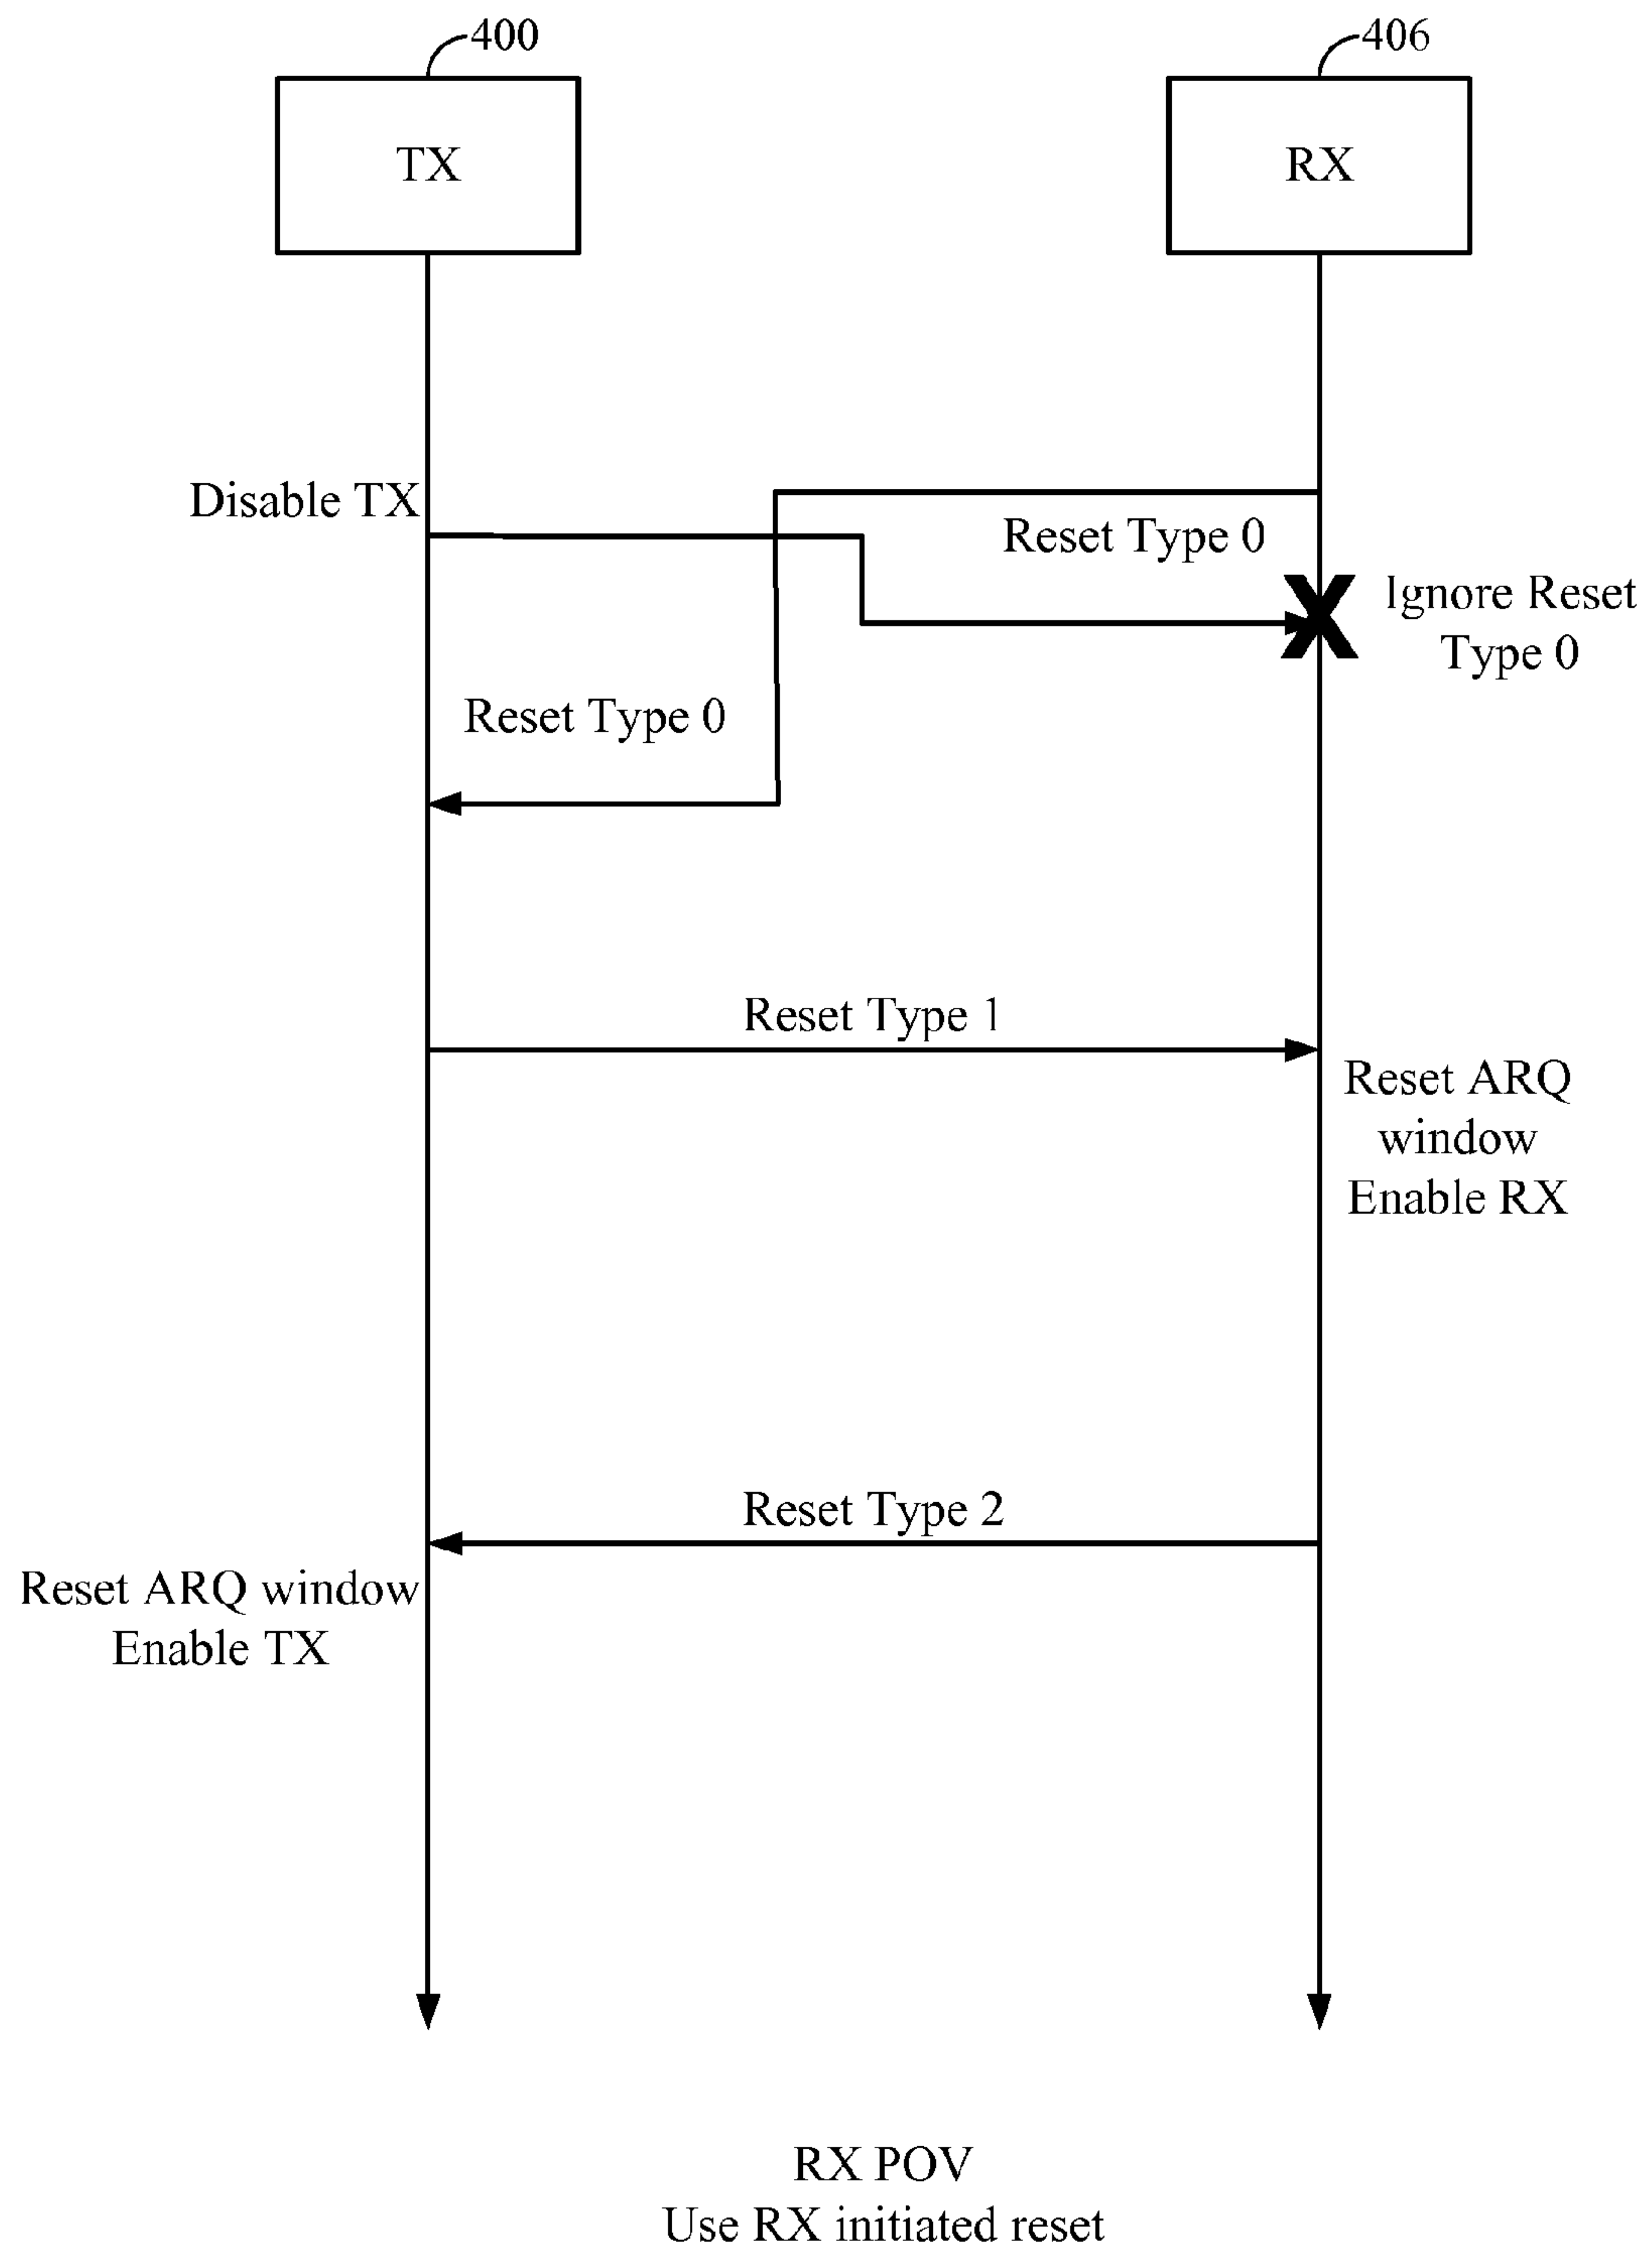 400
406
TX
RX
Disable TX
Reset Type 0
Ignore Reset
Type 0
Reset Type 0
Reset Type 1
Reset ARQ
window
Enable RX
Reset Type 2
Reset ARQ window
Enable TX
RX POV
Use RX initiated reset